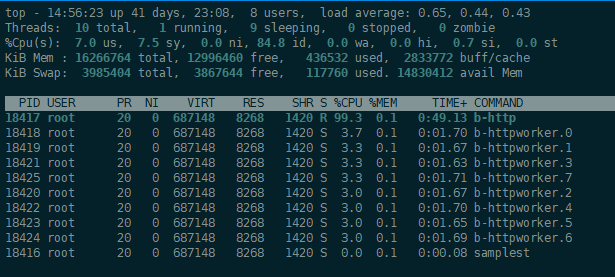 top - 14:56:23 up 41 days, 23:08,  8 users,  load average: 0.65, 0.44, 0.43
Threads:  10 total,   1 running,   9 sleeping,   0 stopped,   0 zombie
%Cpu(s):  7.0 us,  7.5 sy,  0.0 ni, 84.8 id,  0.0 wa,  0.0 hi,  0.7 si,  0.0 st
KiB Mem : 16266764 total, 12996460 free,   436532 used,  2833772 buff/cache
KiB Swap:  3985404 total,  3867644 free,   117760 used. 14830412 avail Mem
  PID USER      PR  NI    VIRT    RES    SHR S %CPU %MEM     TIME+ COMMAND
18417 root      20   0  687148   8268   1420 R 99.3  0.1   0:49.13 b-http
18418 root      20   0  687148   8268   1420 S  3.7  0.1   0:01.70 b-httpworker.0
18419 root      20   0  687148   8268   1420 S  3.3  0.1   0:01.67 b-httpworker.1
18421 root      20   0  687148   8268   1420 S  3.3  0.1   0:01.63 b-httpworker.3
18425 root      20   0  687148   8268   1420 S  3.3  0.1   0:01.71 b-httpworker.7
18420 root      20   0  687148   8268   1420 S  3.0  0.1   0:01.67 b-httpworker.2
18422 root      20   0  687148   8268   1420 S  3.0  0.1   0:01.70 b-httpworker.4
18423 root      20   0  687148   8268   1420 S  3.0  0.1   0:01.65 b-httpworker.5
18424 root      20   0  687148   8268   1420 S  3.0  0.1   0:01.69 b-httpworker.6
18416 root      20   0  687148   8268   1420 S  0.0  0.1   0:00.08 samplest